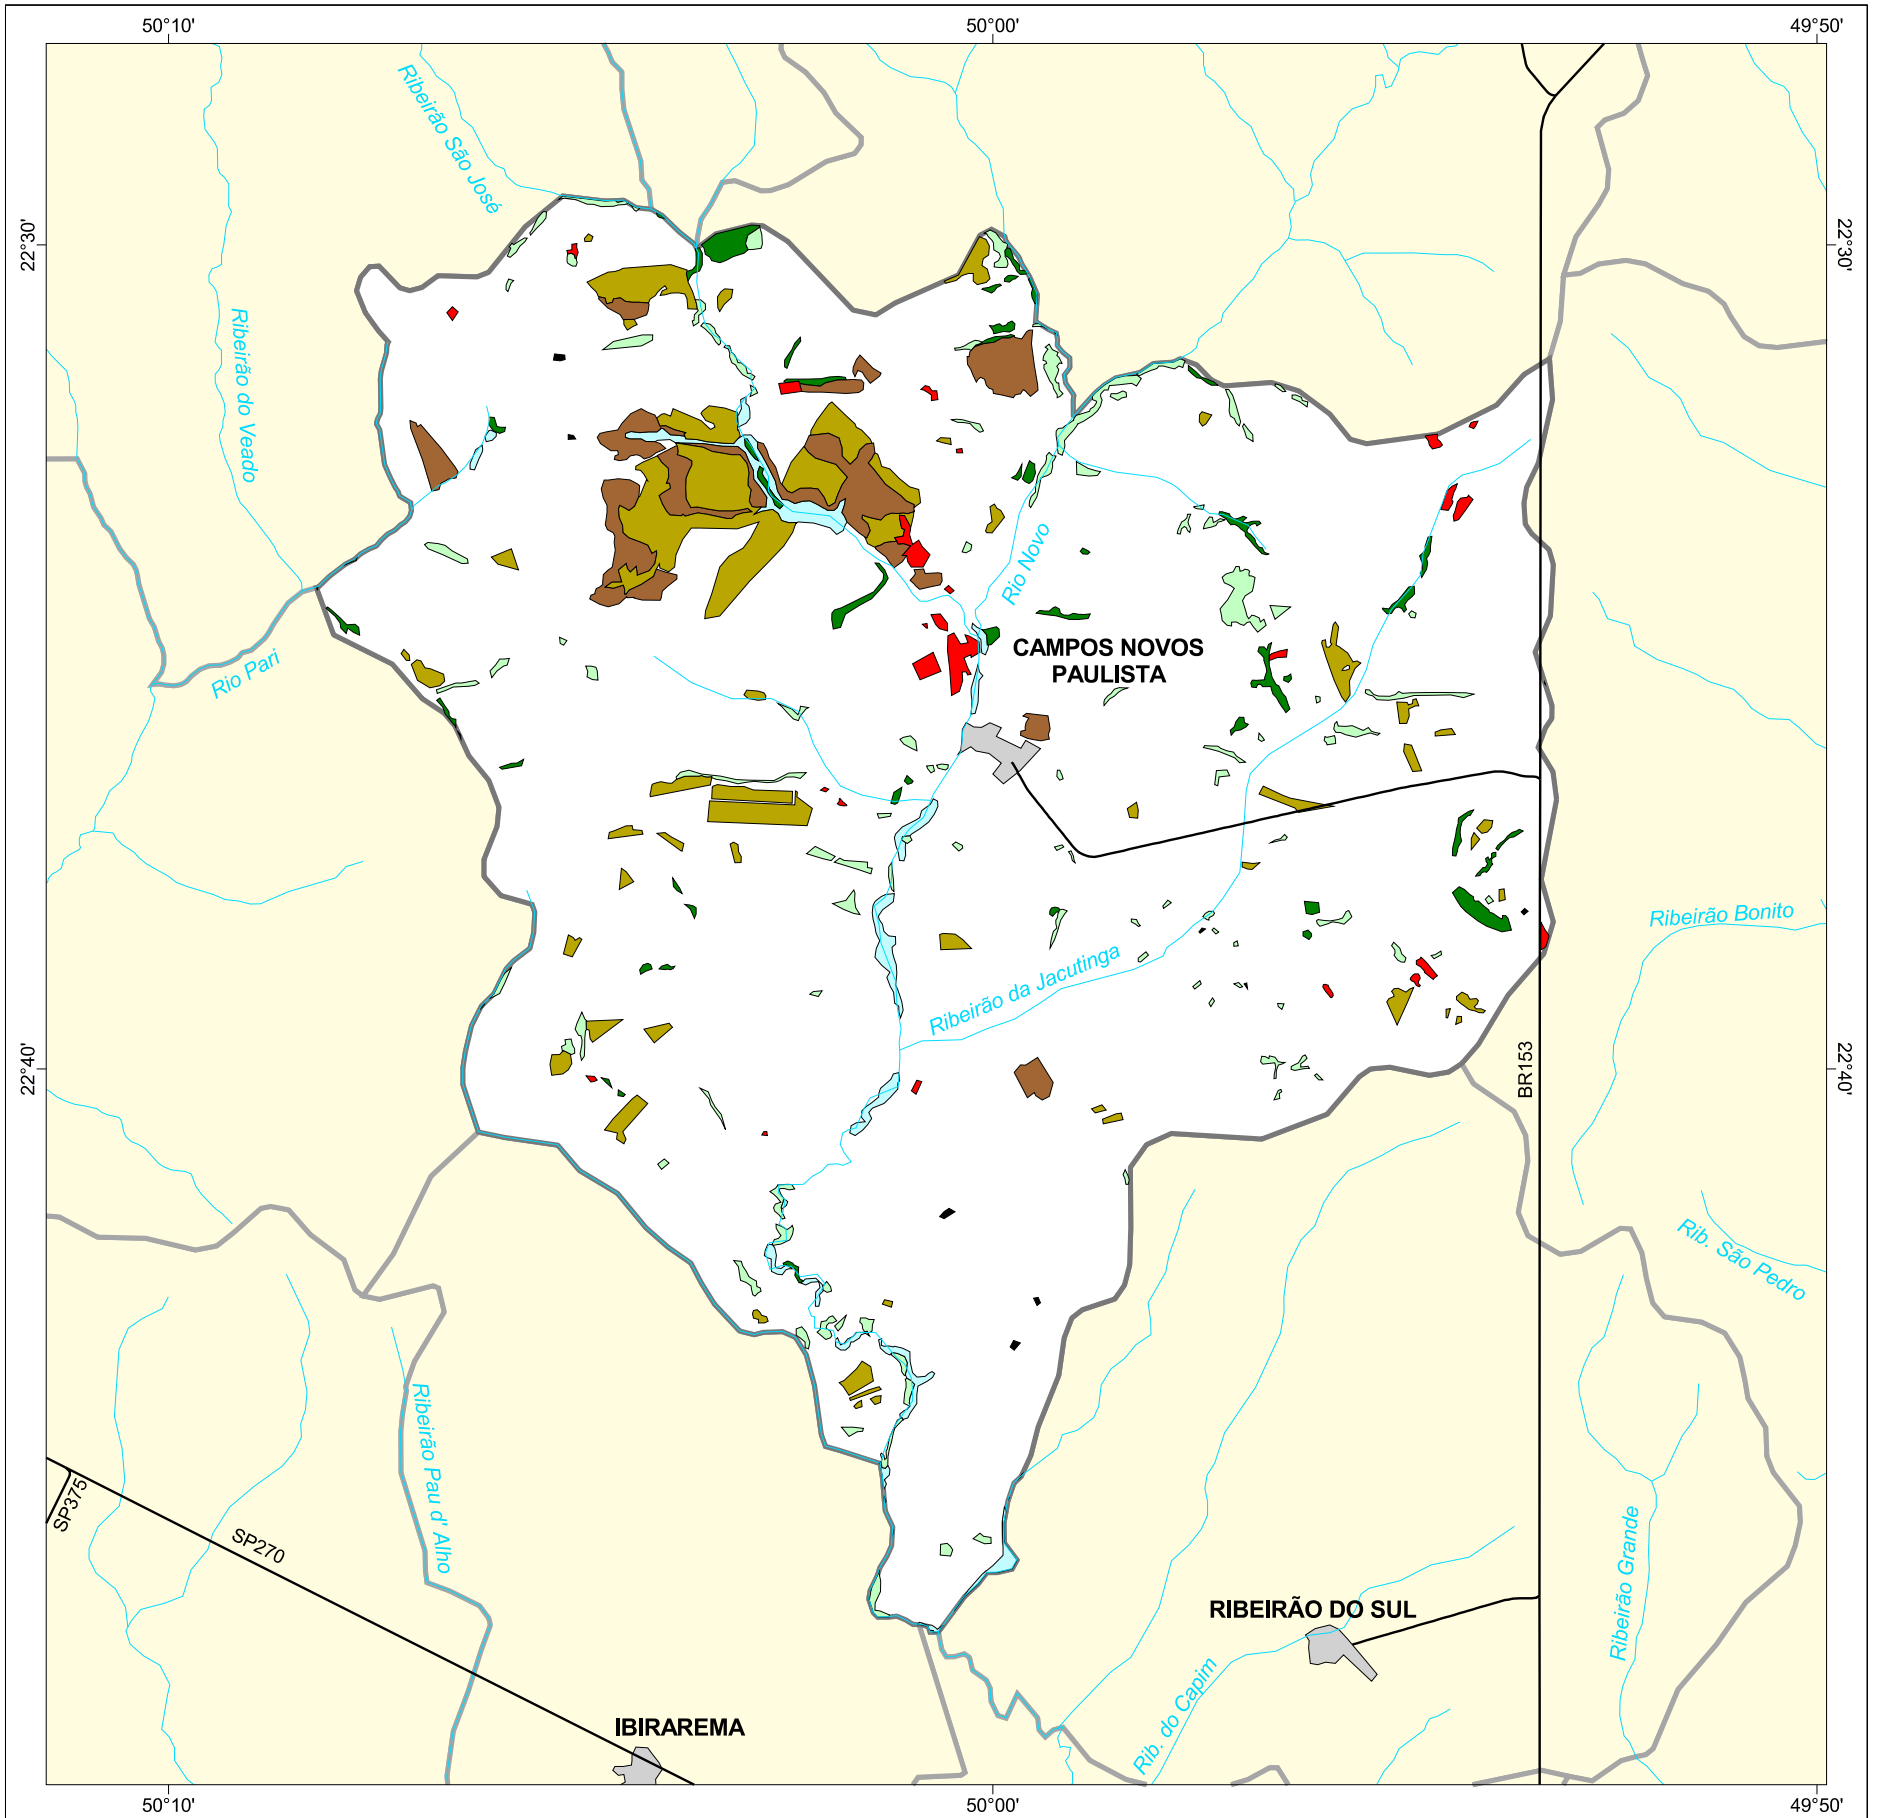 50°10'
50°00'
49°50'
22°30'
22°30'
Ribeirão São José
Ribeirão do Veado
Rio Novo
CAMPOS NOVOS
PAULISTA
Rio Pari
Ribeirão Bonito
Ribeirão da Jacutinga
22°40'
22°40'
BR153
Rib. São Pedro
Ribeirão Pau d' Alho
SP375
SP270
Ribeirão Grande
RIBEIRÃO DO SUL
Rib. do Capim
IBIRAREMA
50°10'
50°00'
49°50'